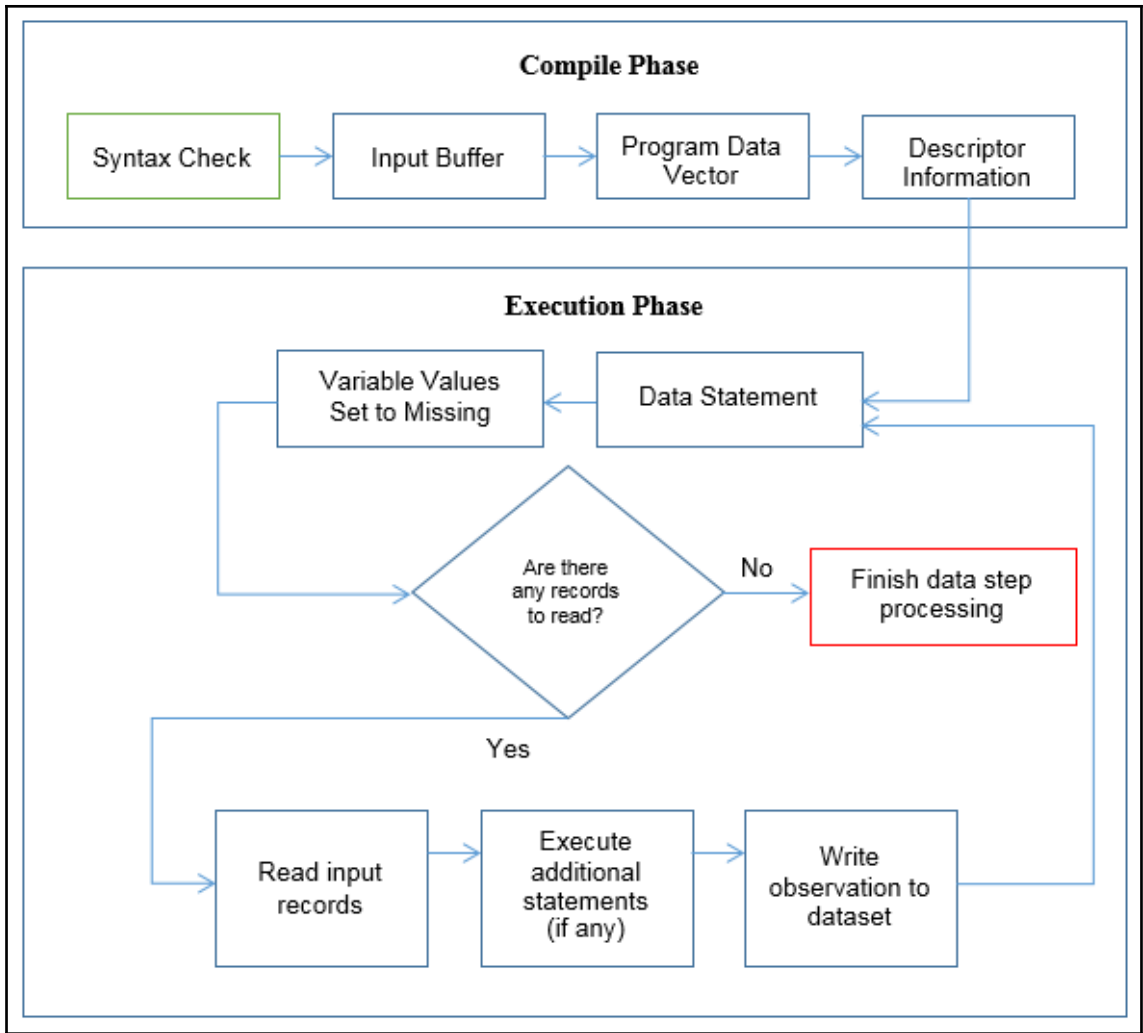 Compile Phase
Syntax Check
Input Buffer
Program Data
Vector
Descriptor
Information
Execution Phase
Variable Values
Set to Missing
Data Statement
Are there
any records
to read?
No
Finish data step
processing
Yes
Read input
records
Execute
additional
statements
(if any)
Write
observation to
dataset